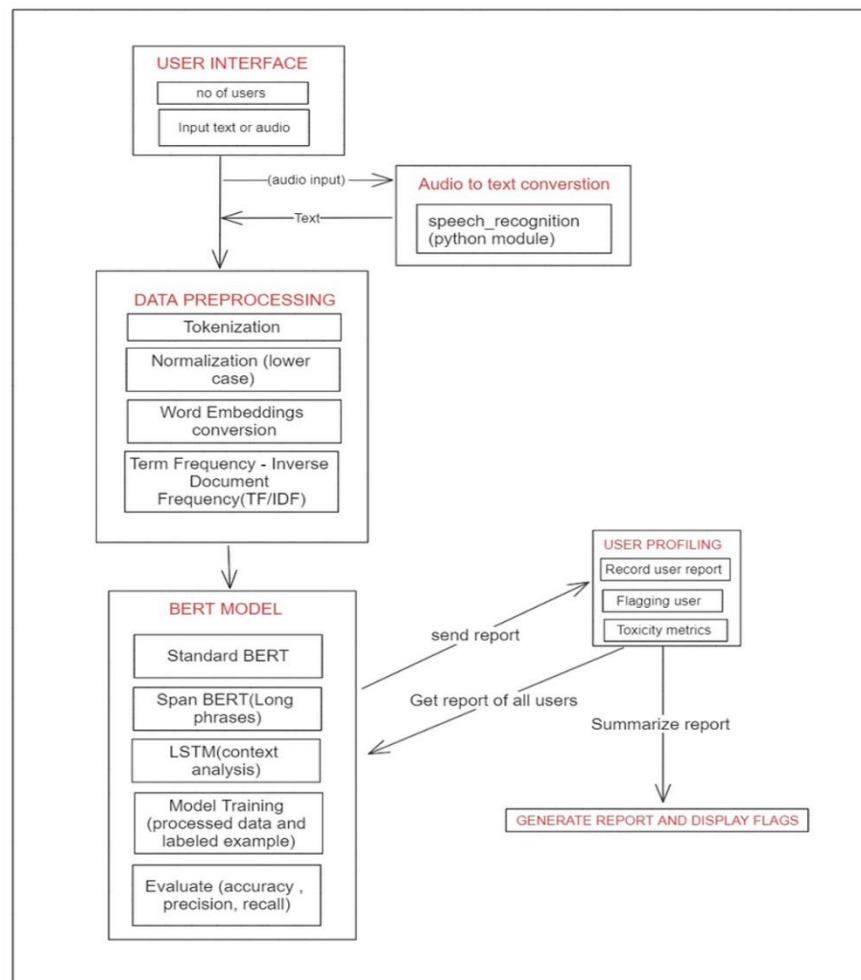 USER INTERFACE
no of users
Input text or audio
(audio input)
Audio to text converstion
Text
speech_recognition
(python module)
DATA PREPROCESSING
Tokenization
Normalization (lower
case)
Word Embeddings
conversion
Term Frequency - Inverse
Document
Frequency(TF/IDF)
USER PROFILING
Record user report
Flagging user
Toxicity metrics
BERT MODEL
send report
Standard BERT
Get report of all users
Span BERT(Long
phrases)
Summarize report
LSTM(context
analysis)
Model Training
(processed data and
labeled example)
GENERATE REPORT AND DISPLAY FLAGS
Evaluate (accuracy ,
precision, recall)